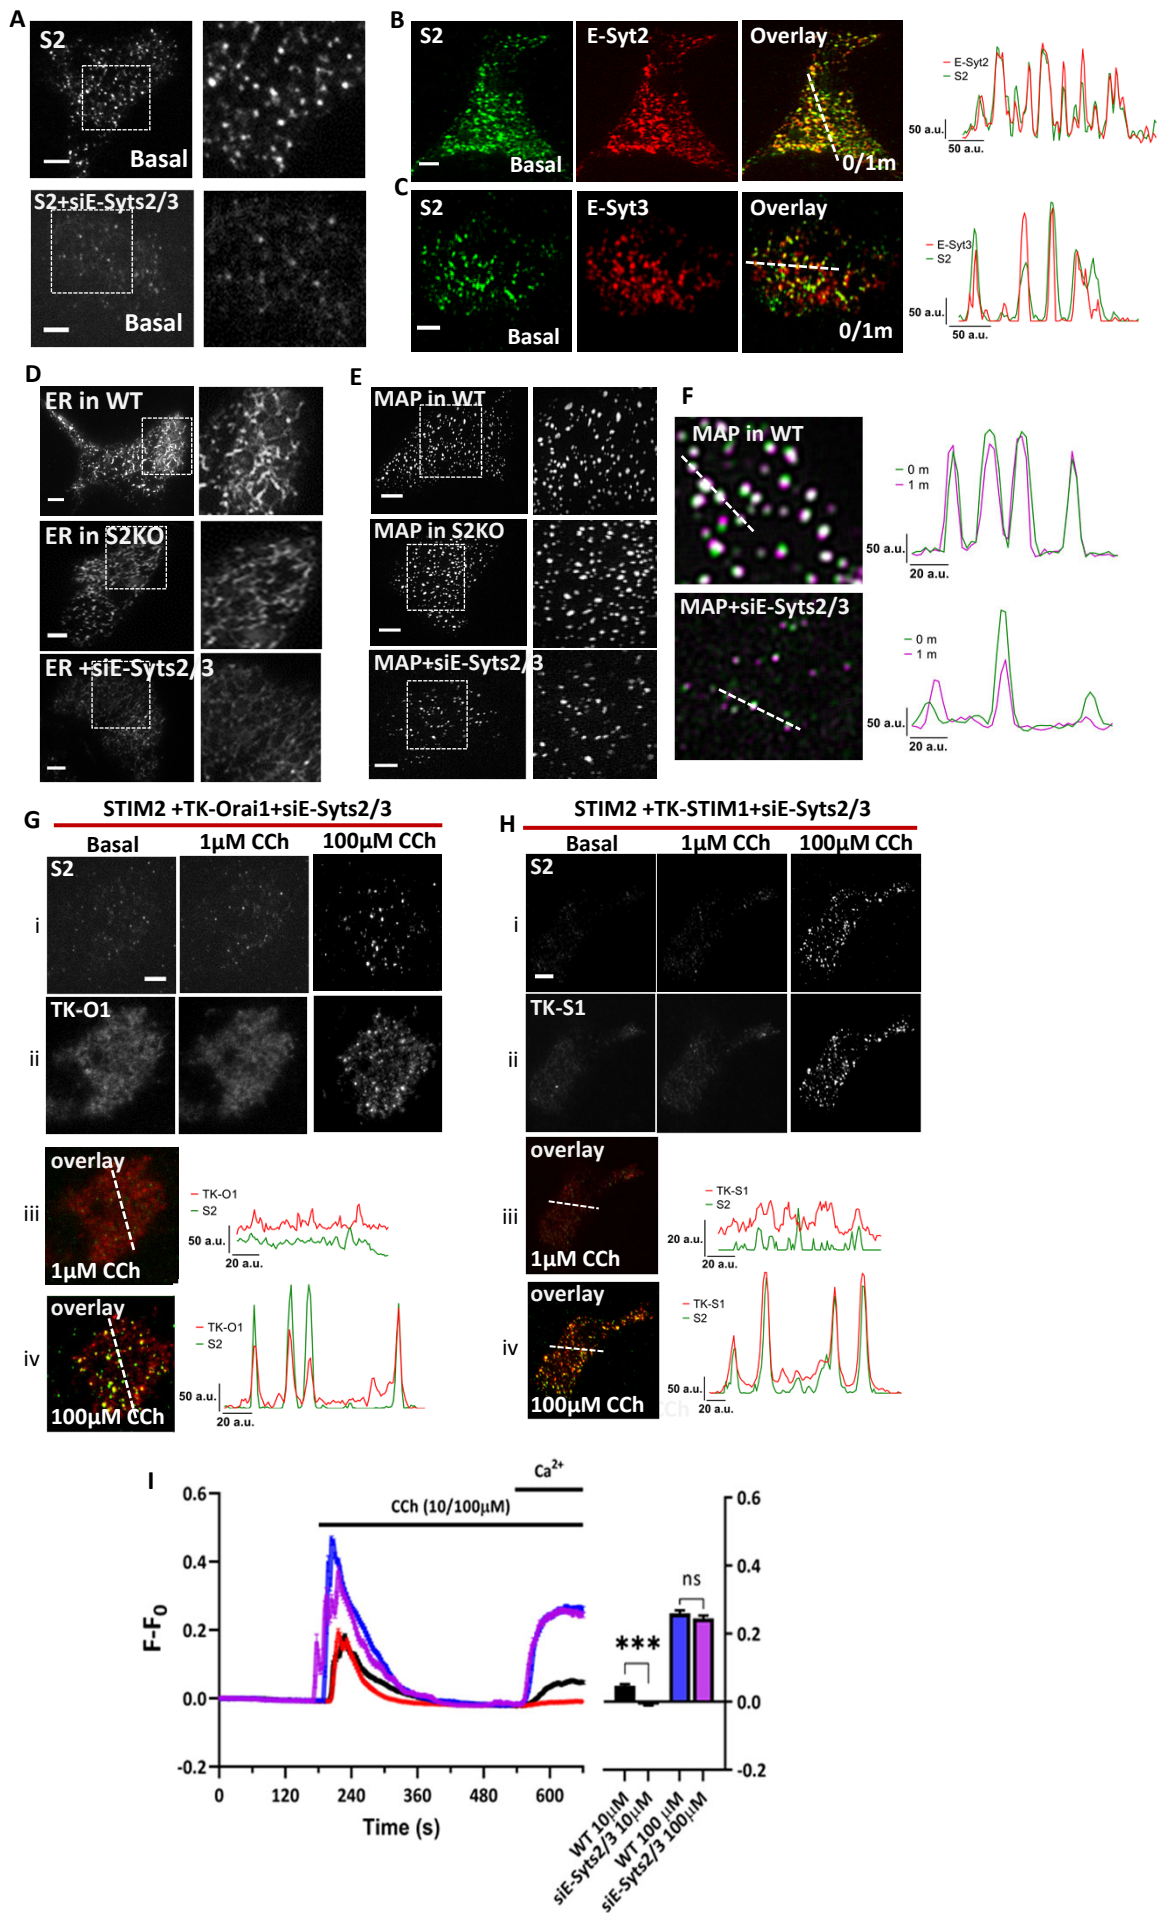 A
S2
Basal
S2+siE-Syts2/3
Basal
B
S2
E-Syt2
Overlay
Basal
0/1m
E-Syt2
S2
50 a.u.
50 a.u.
C
S2
E-Syt3
Overlay
Basal
0/1m
E-Syt3
S2
50 a.u.
50 a.u.
D
ER in WT
ER in S2KO
ER +siE-Syts2/3
E
MAP in WT
MAP in S2KO
MAP+siE-Syts2/3
F
MAP in WT
0 m
1 m
50 a.u.
20 a.u.
MAP+siE-Syts2/3
0 m
1 m
50 a.u.
20 a.u.
G
STIM2 +TK-Orai1+siE-Syts2/3
Basal 1µM CCh 100µM CCh
S2
i
TK-O1
ii
overlay
iii
1µM CCh
TK-O1
S2
50 a.u.
20 a.u.
overlay
iv
100µM CCh
TK-O1
S2
50 a.u.
20 a.u.
H
STIM2 +TK-STIM1+siE-Syts2/3
Basal 1µM CCh 100µM CCh
S2
i
TK-S1
ii
overlay
iii
1µM CCh
TK-S1
S2
20 a.u.
20 a.u.
overlay
iv
100µM CCh
TK-S1
S2
50 a.u.
20 a.u.
I
Ca2+
CCh (10/100µM)
F-F0
0.6
0.4
0.2
0.0
-0.2
0 120 240 360 480 600
Time (s)
***
ns
0.6
0.4
0.2
0.0
-0.2
WT 10µM
siE-Syts2/3 10µM
WT 100 µM
siE-Syts2/3 100µM